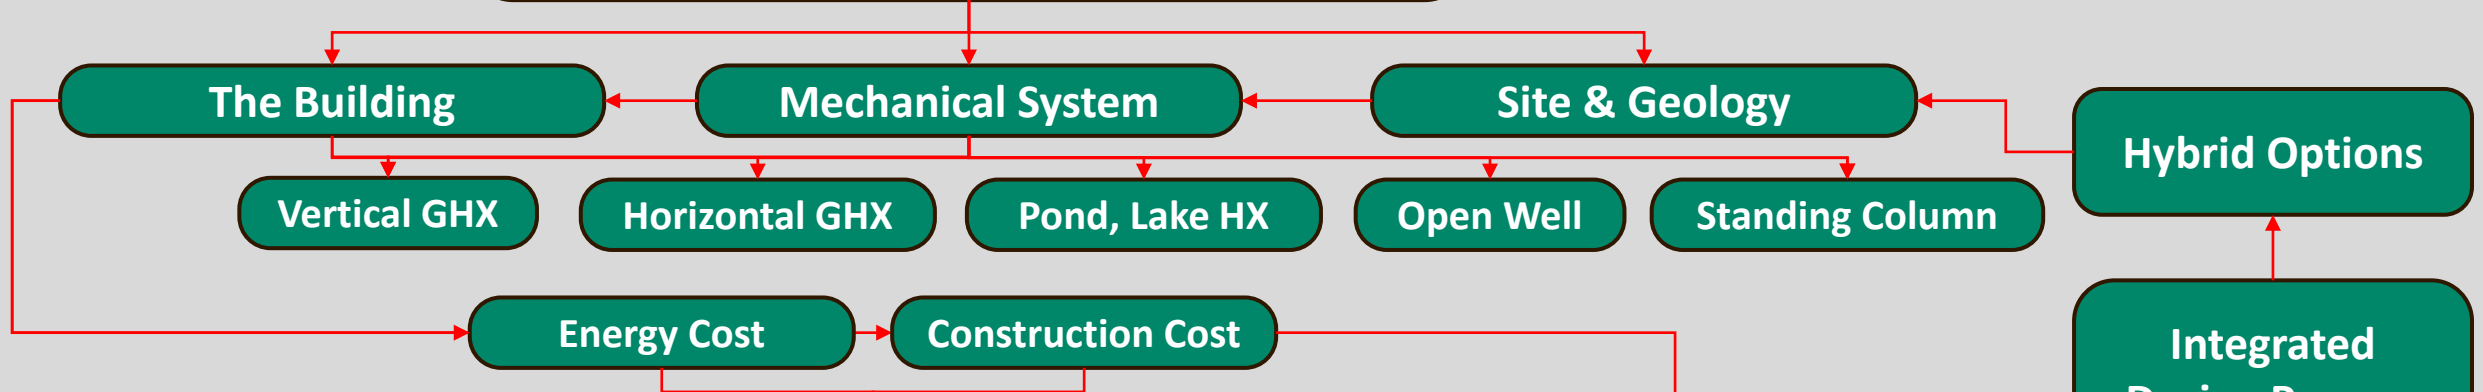 The Building
Mechanical System
Site & Geology
Hybrid Options
Vertical GHX
Horizontal GHX
Pond, Lake HX
Open Well
Standing Column
Energy Cost
Construction Cost
Integrated